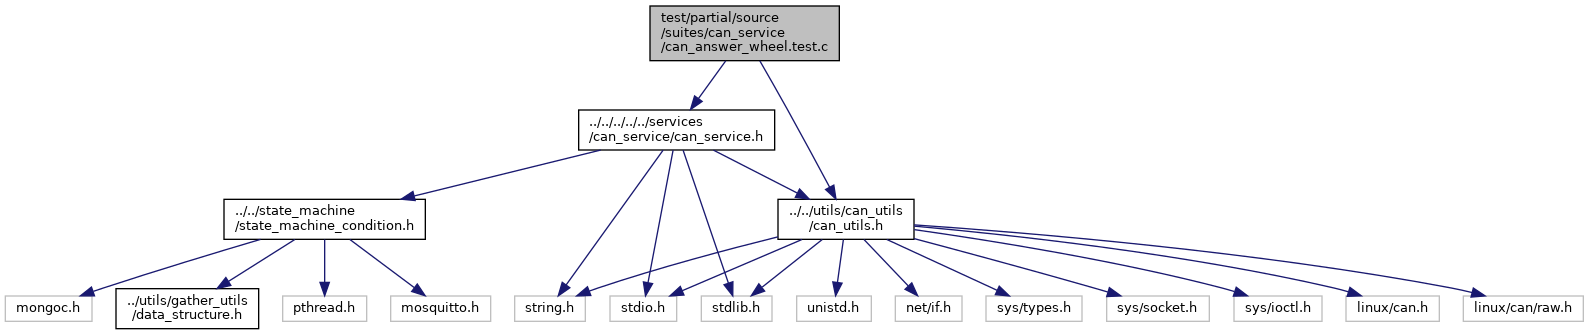 test/partial/source
/suites/can_service
/can_answer_wheel.test.c
../../../../../services
/can_service/can_service.h
../../state_machine
/state_machine_condition.h
../../utils/can_utils
/can_utils.h
mongoc.h
../utils/gather_utils
/data_structure.h
pthread.h
mosquitto.h
string.h
stdio.h
stdlib.h
unistd.h
net/if.h
sys/types.h
sys/socket.h
sys/ioctl.h
linux/can.h
linux/can/raw.h